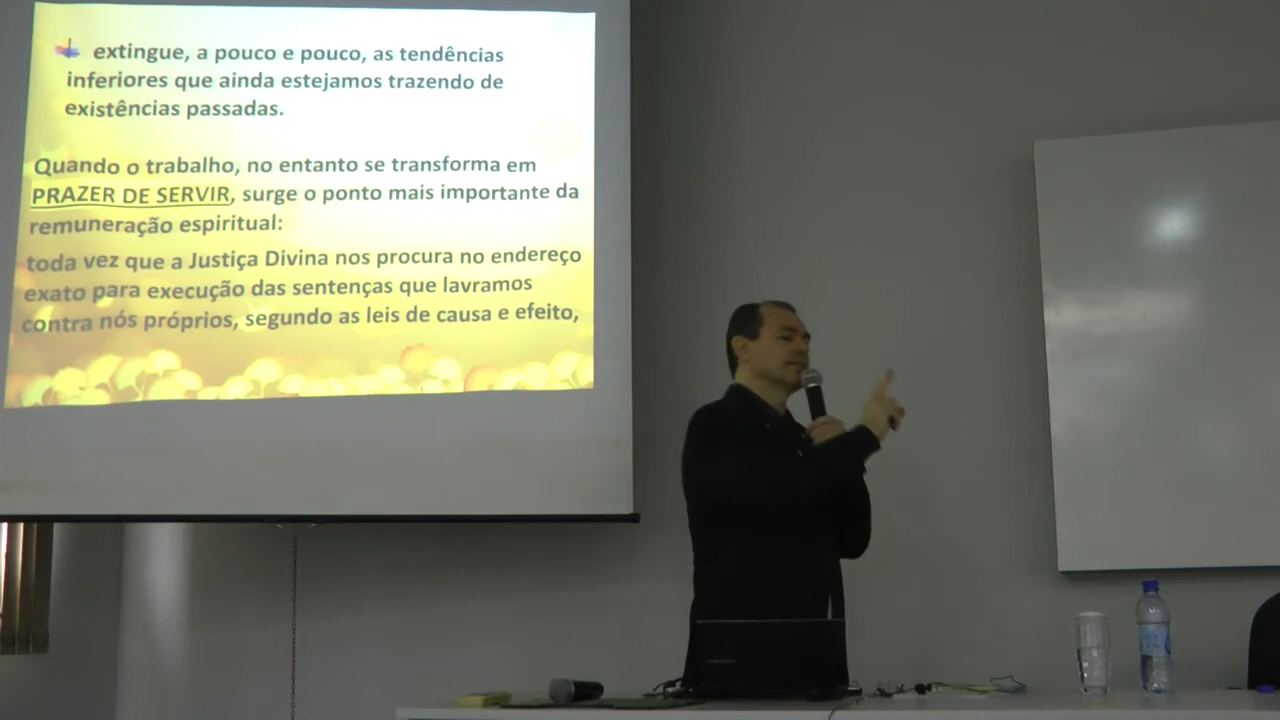 extingue, a pouco e pouco, as tendências
inferiores que ainda estejamos trazendo de
existências passadas.
Quando o trabalho, no entanto se transforma em
PRAZER DE SERVIR, surge o ponto mais importante da
remuneração espiritual:
toda vez que a Justiça Divina nos procura no endereço
exato para execução das sentenças que lavramos
contra nós próprios, segundo as leis de causa e efeito,